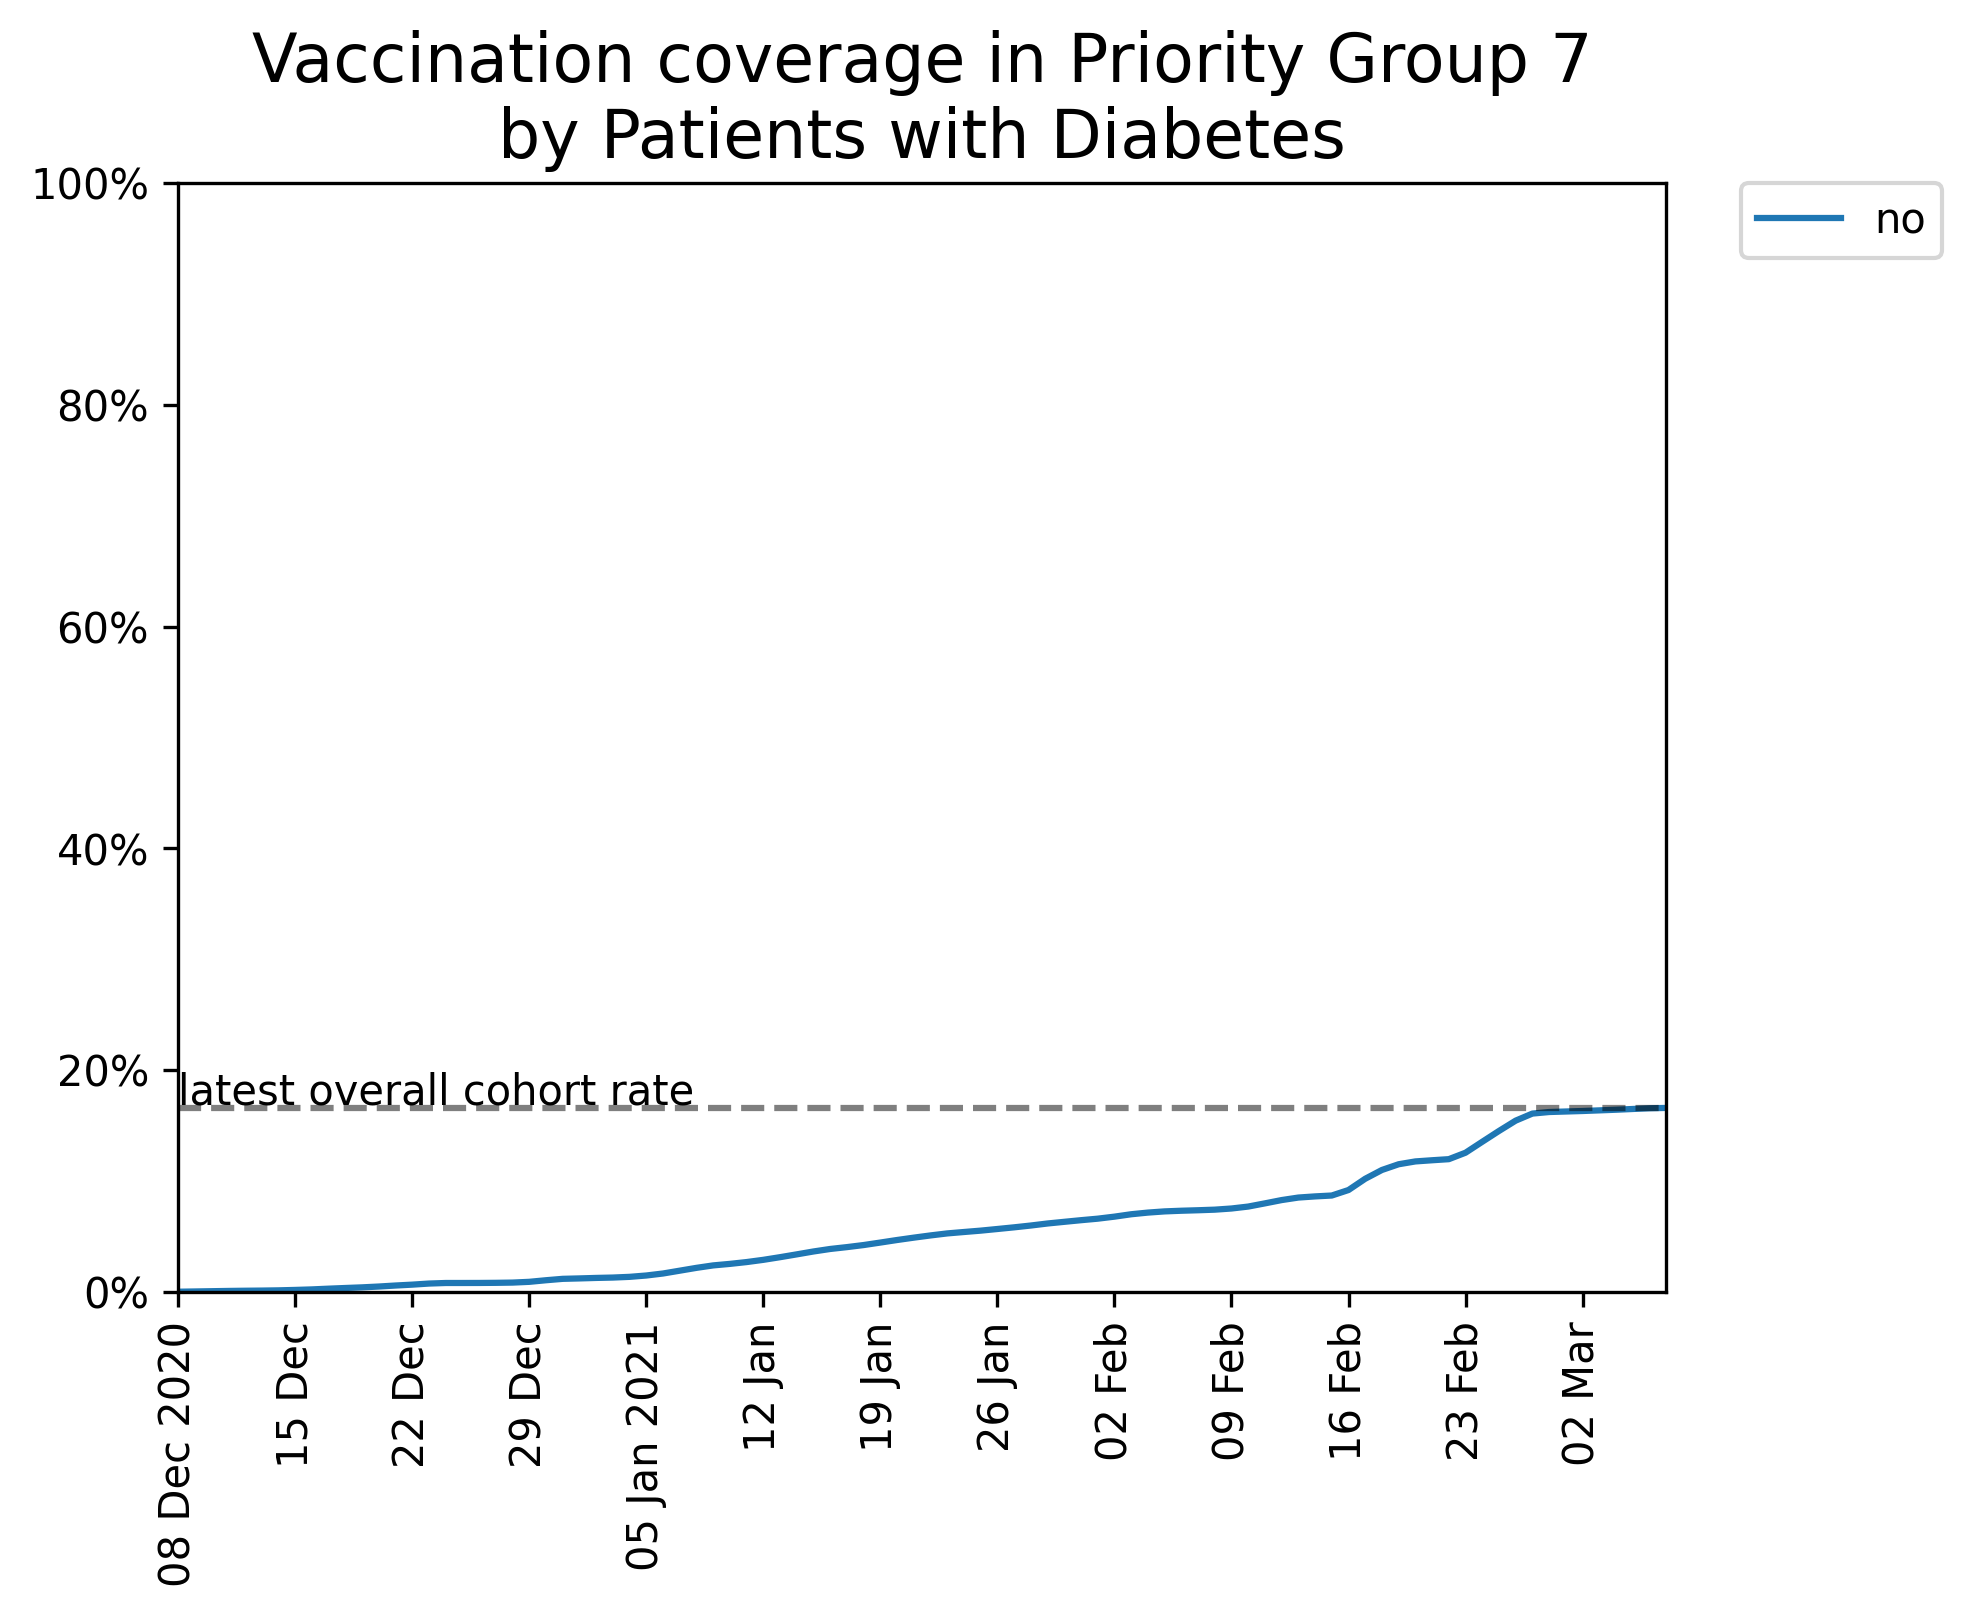 Vaccination coverage in Priority Group 7
by Patients with Diabetes
100%
80%
60%
40%
20%
0%
latest overall cohort rate
no
08 Dec 2020
15 Dec
22 Dec
29 Dec
05 Jan 2021
12 Jan
19 Jan
26 Jan
02 Feb
09 Feb
16 Feb
23 Feb
02 Mar